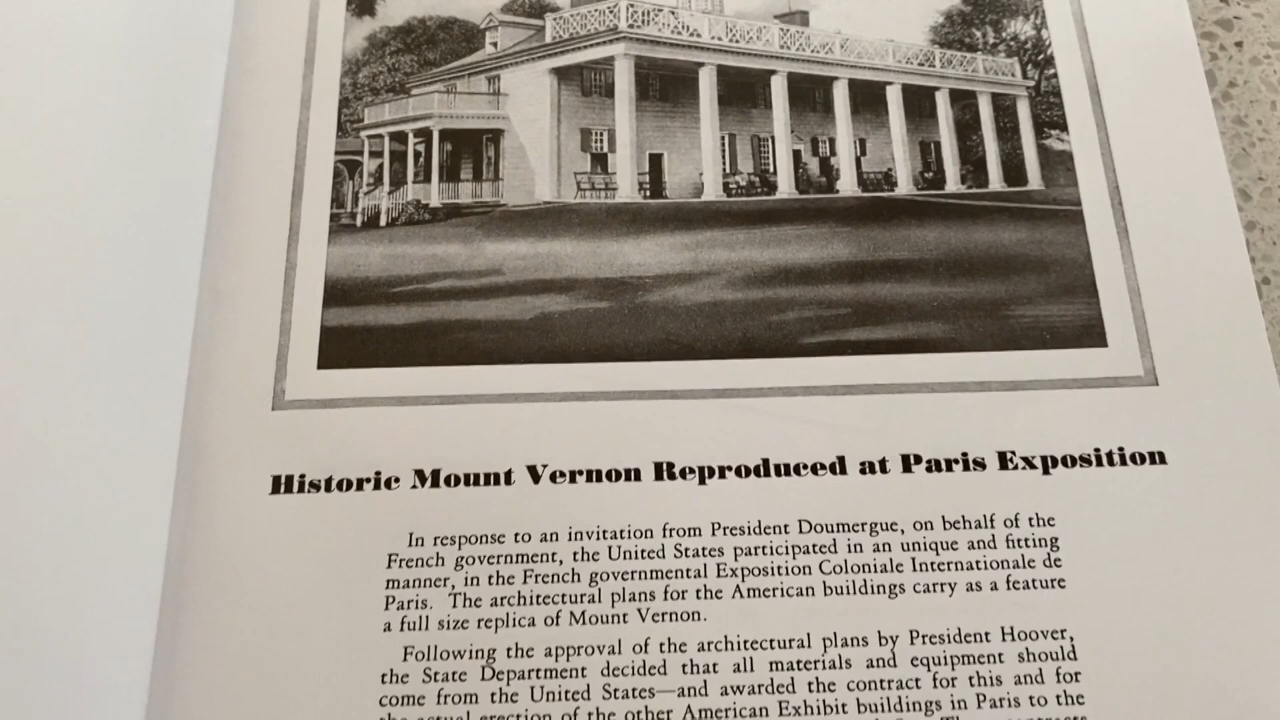 Historic Mount Vernon Reproduced at Paris Exposition
In response to an invitation from President Doumergue, on behalf of the
French government, the United States participated in an unique and fitting
manner, in the French governmental Exposition Coloniale Internationale de
Paris. The architectural plans for the American buildings carry as a feature
a full size replica of Mount Vernon.
Following the approval of the architectural plans by President Hoover,
the State Department decided that all materials and equipment should
come from the United States—and awarded the contract for this and for
the actual erection of the other American Exhibit buildings in Paris to the